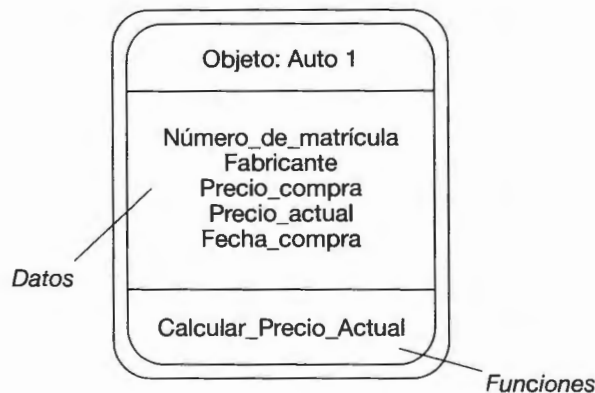 Objeto: Auto 1
Número_de_matrícula
Fabricante
Precio_compra
Precio_actual
Fecha_compra
Datos
Calcular_Precio_Actual
Funciones